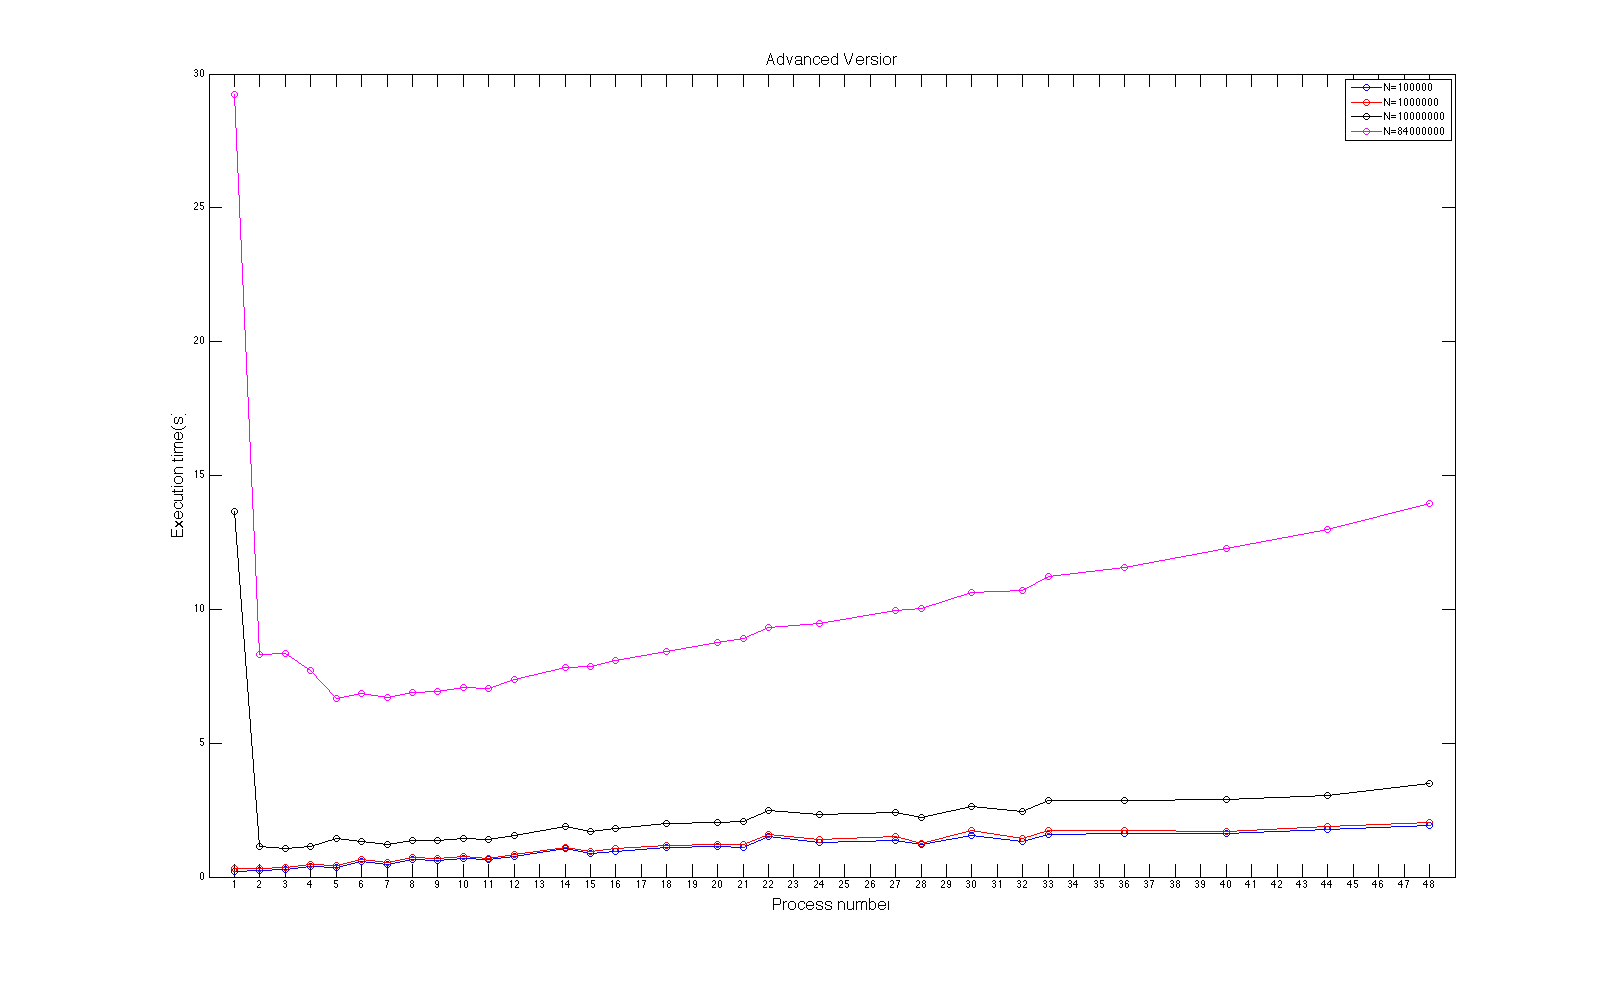 Advanced Versior
30
25
20
15
10
5
0
Execution time(s
N=100000
N=1000000
N=10000000
N=84000000
1 2 3 4 5 6 7 8 9 10 11 12 13 14 15 16 17 18 19 20 21 22 23 24 25 26 27 28 29 30 31 32 33 34 35 36 37 38 39 40 41 42 43 44 45 46 47 48
Process number